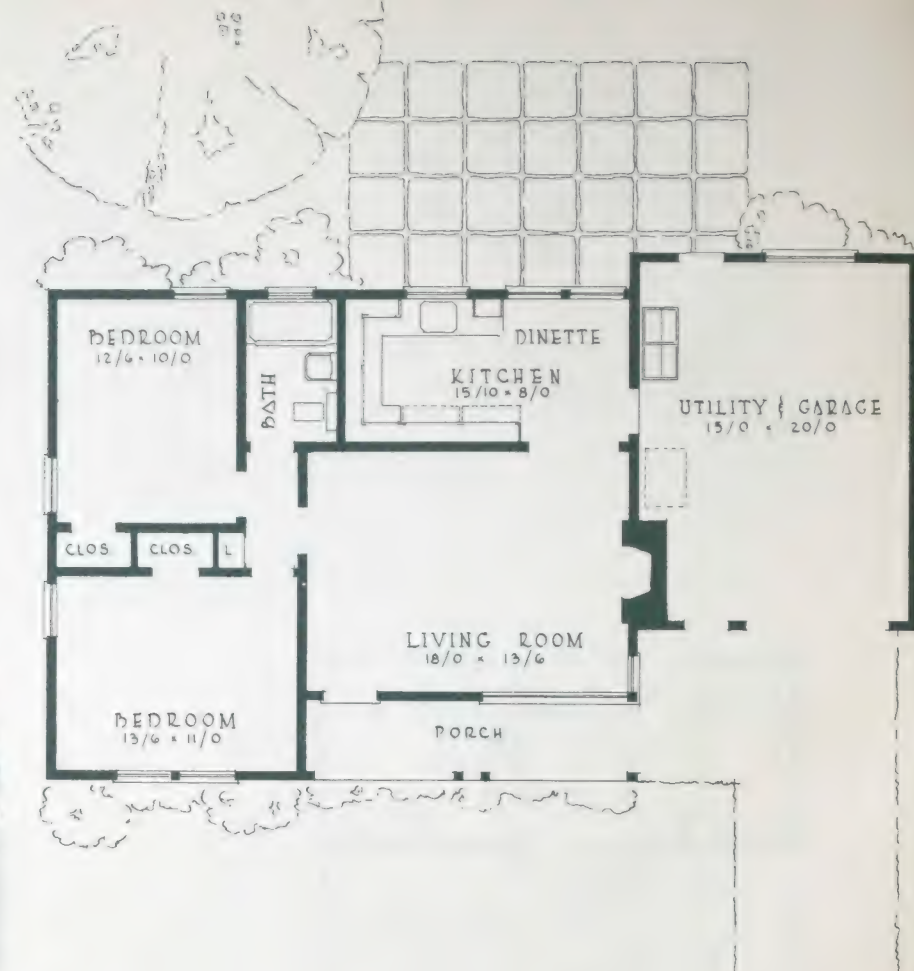 BEDROOM
12/6 × 10/0
BATH
DINETTE
KITCHEN
15/10 × 8/0
UTILITY & GARAGE
15/0 × 20/0
CLOS
CLOS
L
LIVING ROOM
18/0 × 13/6
BEDROOM
13/6 × 11/0
PORCH